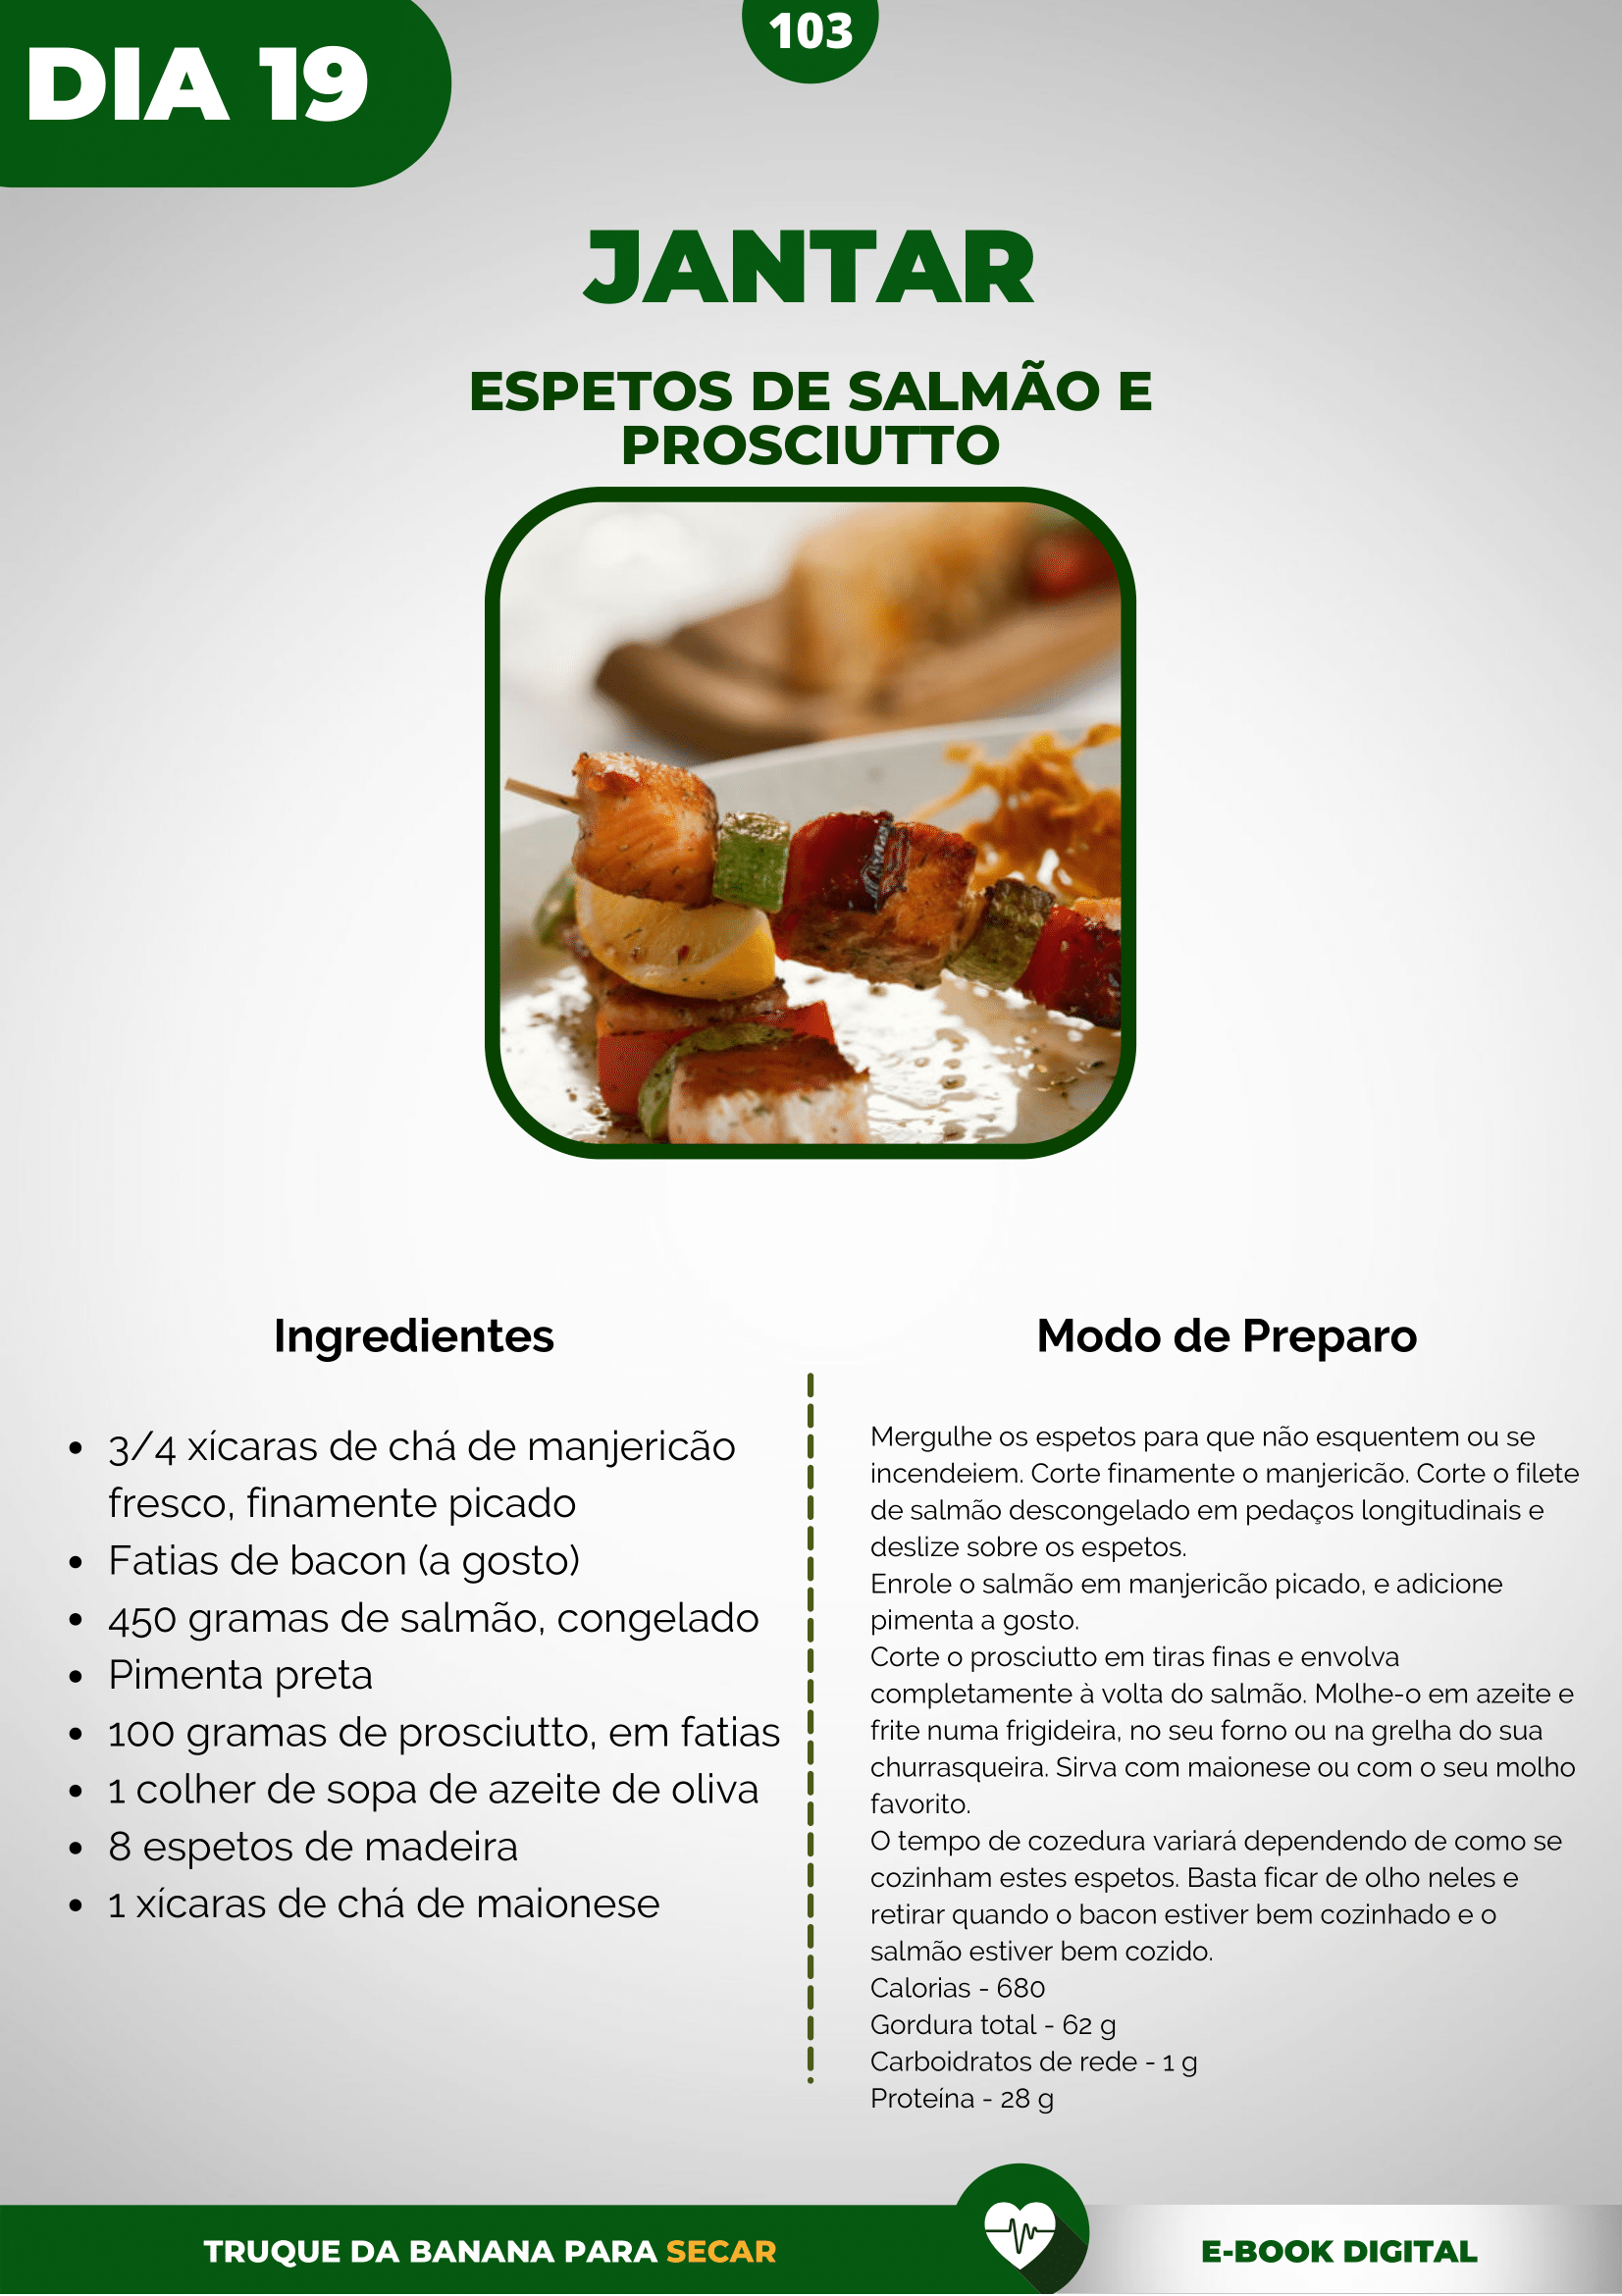 DIA 19
103
JANTAR
ESPETOS DE SALMÃO E
PROSCIUTTO
Ingredientes
• 3/4 xícaras de chá de manjericão
fresco, finamente picado
• Fatias de bacon (a gosto)
• 450 gramas de salmão, congelado
• Pimenta preta
• 100 gramas de prosciutto, em fatias
• 1 colher de sopa de azeite de oliva
• 8 espetos de madeira
• 1 xícaras de chá de maionese
Modo de Preparo
Mergulhe os espetos para que não esquentem ou se
incendeiem. Corte finamente o manjericão. Corte o filete
de salmão descongelado em pedaços longitudinais e
deslize sobre os espetos.
Enrole o salmão em manjericão picado, e adicione
pimenta a gosto.
Corte o prosciutto em tiras finas e envolva
completamente à volta do salmão. Molhe-o em azeite e
frite numa frigideira, no seu forno ou na grelha do sua
churrasqueira. Sirva com maionese ou com o seu molho
favorito.
O tempo de cozedura variará dependendo de como se
cozinham estes espetos. Basta ficar de olho neles e
retirar quando o bacon estiver bem cozinhado e o
salmão estiver bem cozido.
Calorias - 680
Gordura total - 62 g
Carboidratos de rede - 1 g
Proteína - 28 g
TRUQUE DA BANANA PARA SECAR
E-BOOK DIGITAL